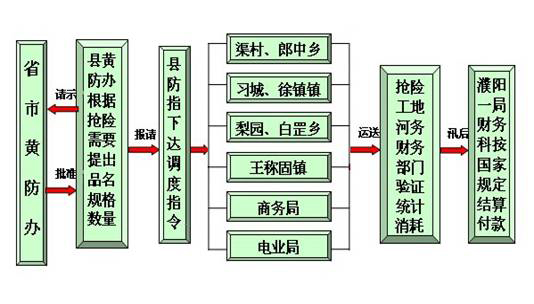 省市黄防办
请示
批准
县黄
防办
根据
抢险
需要
提出
品名
规格
数量
报请
县防指下达调度指令
渠村、郎中乡
习城、徐镇镇
梨园、白罡乡
王称固镇
商务局
电业局
运送
抢险
工地
河务
财务
部门
验证
统计
消耗
汛后
濮阳
一局
财务
科按
国家
规定
结算
付款